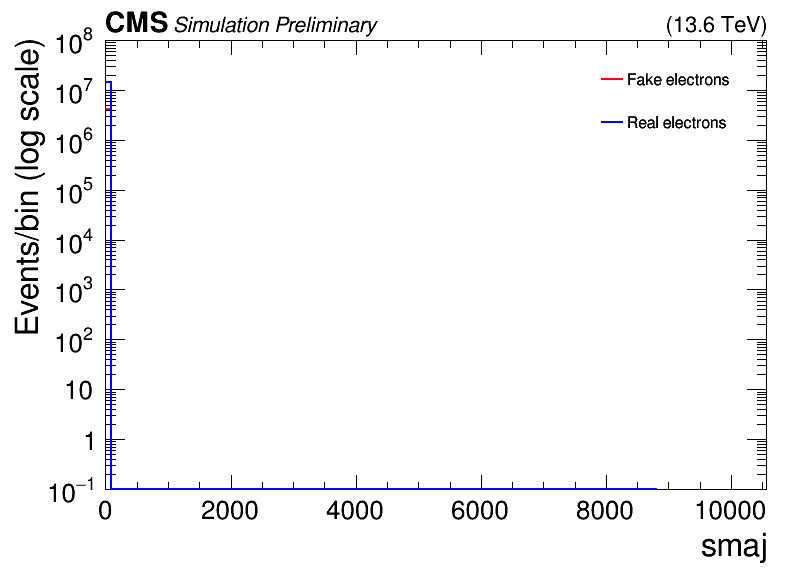 CMS Simulation Preliminary (13.6 TeV)
Events/bin (log scale)
10^8
10^7
10^6
10^5
10^4
10^3
10^2
10
1
10^−1
Fake electrons
Real electrons
0 2000 4000 6000 8000 10000
smaj